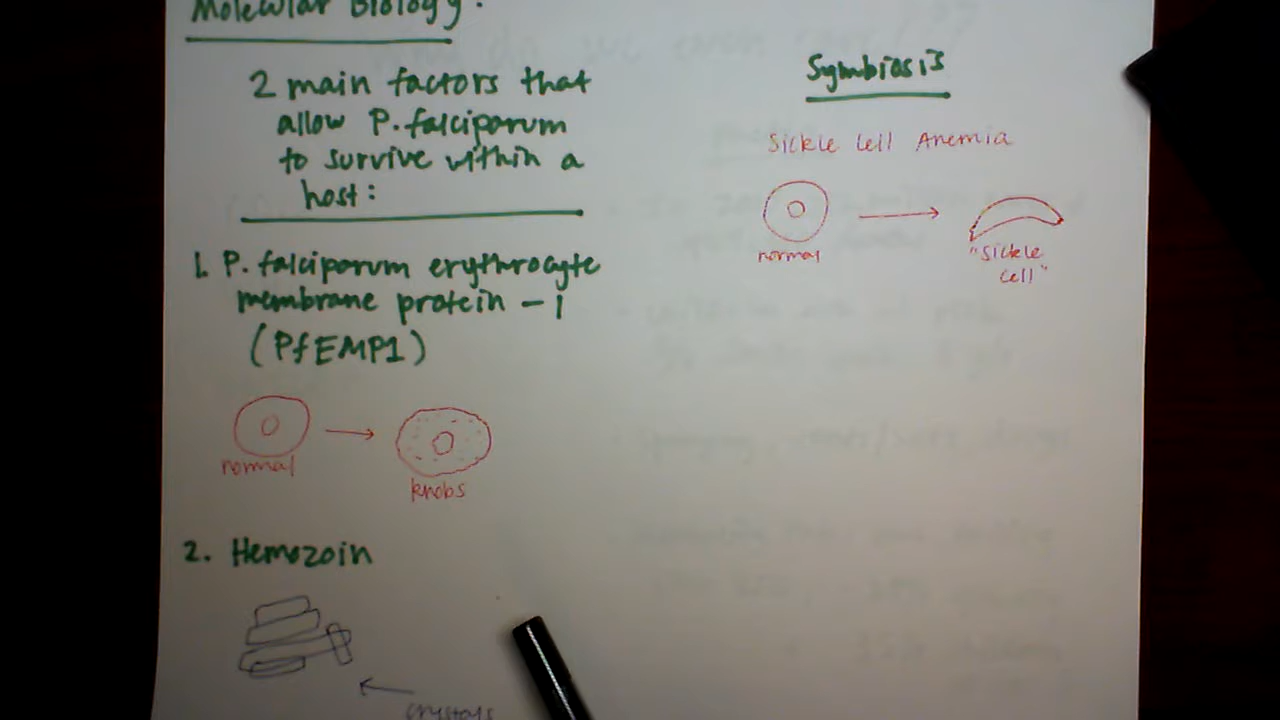 Molecular Biology.
2 main factors that
allow P. falciparum
to survive within a
host:
1. P. falciparum erythrocyte
membrane protein - 1
(PfEMP1)
normal
knobs
2. Hemozoin
crystals
Symbiosis
Sickle Cell Anemia
normal
"Sickle
Cell"